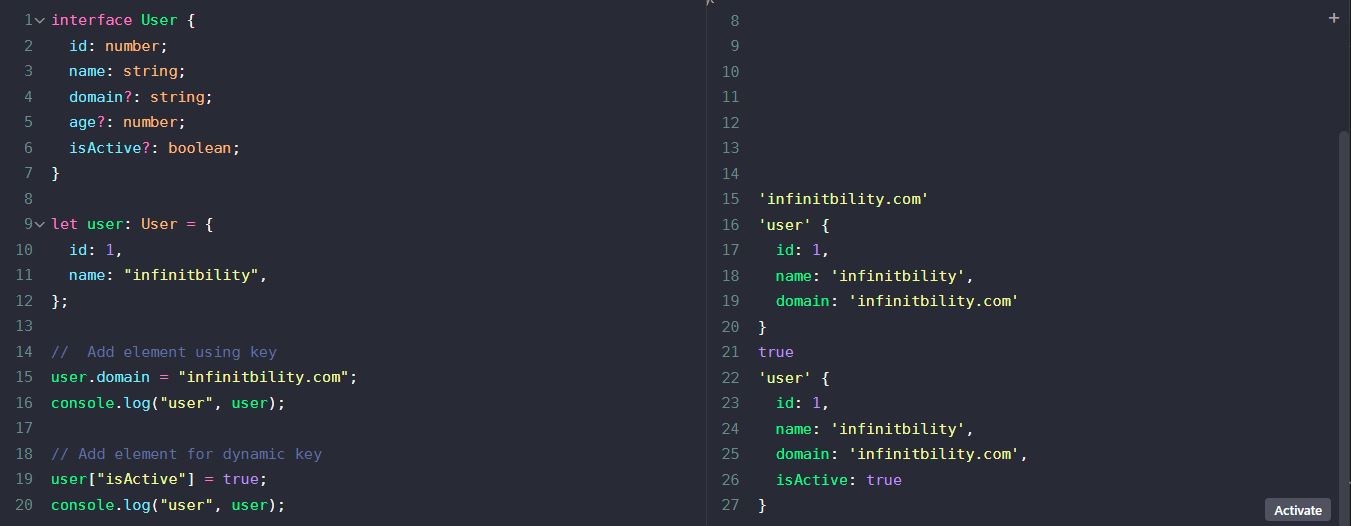 1 interface User {
2   id: number;
3   name: string;
4   domain?: string;
5   age?: number;
6   isActive?: boolean;
7 }
8
9 let user: User = {
10   id: 1,
11   name: "infinitbility",
12 };
13
14 //  Add element using key
15 user.domain = "infinitbility.com";
16 console.log("user", user);
17
18 // Add element for dynamic key
19 user["isActive"] = true;
20 console.log("user", user);
+
8
9
10
11
12
13
14
15 'infinitbility.com'
16 'user' {
17   id: 1,
18   name: 'infinitbility',
19   domain: 'infinitbility.com'
20 }
21 true
22 'user' {
23   id: 1,
24   name: 'infinitbility',
25   domain: 'infinitbility.com',
26   isActive: true
27 }
Activate